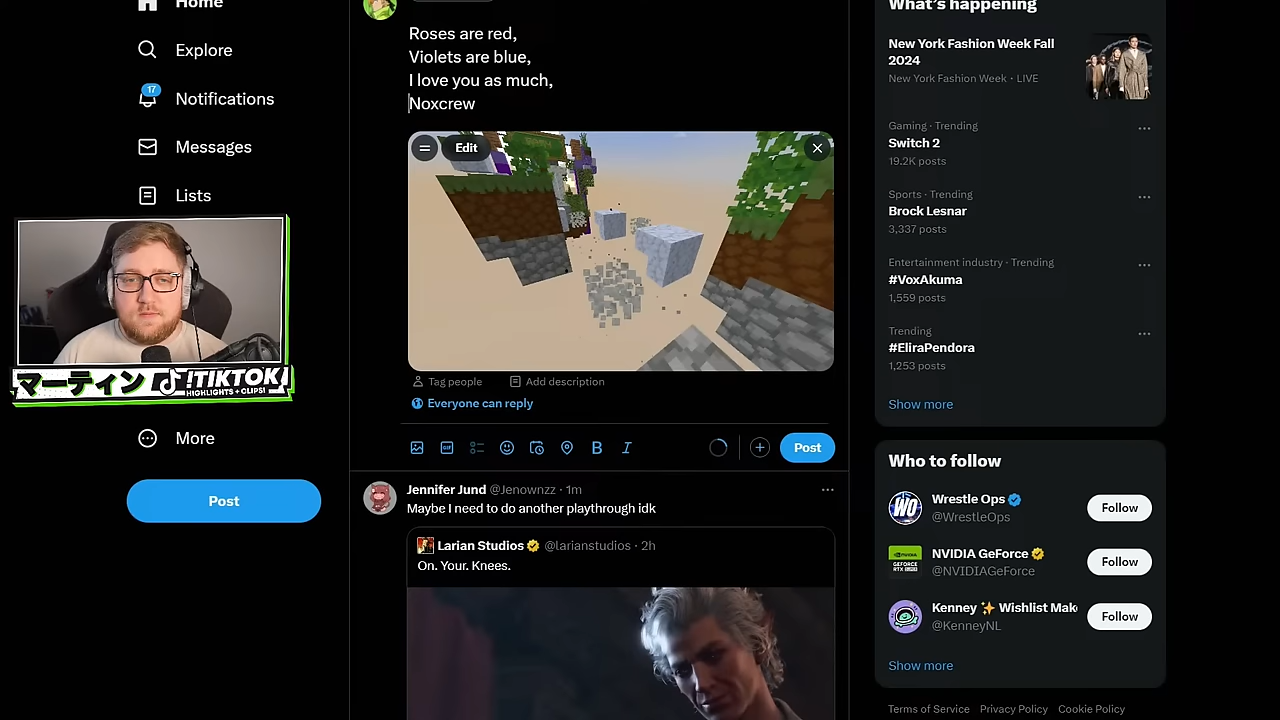 Home
Explore
17
Notifications
Messages
Lists
マーティン
!TIKTOK
HIGHLIGHTS + CLIPS!
More
Post
Roses are red,
Violets are blue,
I love you as much,
Noxcrew
Edit
Tag people
Add description
Everyone can reply
GIF
B
I
Post
Jennifer Jund @Jenownzz · 1m
Maybe I need to do another playthrough idk
Larian Studios @larianstudios · 2h
On. Your. Knees.
What's happening
New York Fashion Week Fall
2024
New York Fashion Week · LIVE
Gaming · Trending
Switch 2
19.2K posts
Sports · Trending
Brock Lesnar
3,337 posts
Entertainment industry · Trending
#VoxAkuma
1,559 posts
Trending
#EliraPendora
1,253 posts
Show more
Who to follow
WO
Wrestle Ops
@WrestleOps
Follow
NVIDIA GeForce
@NVIDIAGeForce
Follow
Kenney ✨ Wishlist Mak
@KenneyNL
Follow
Show more
Terms of Service Privacy Policy Cookie Policy